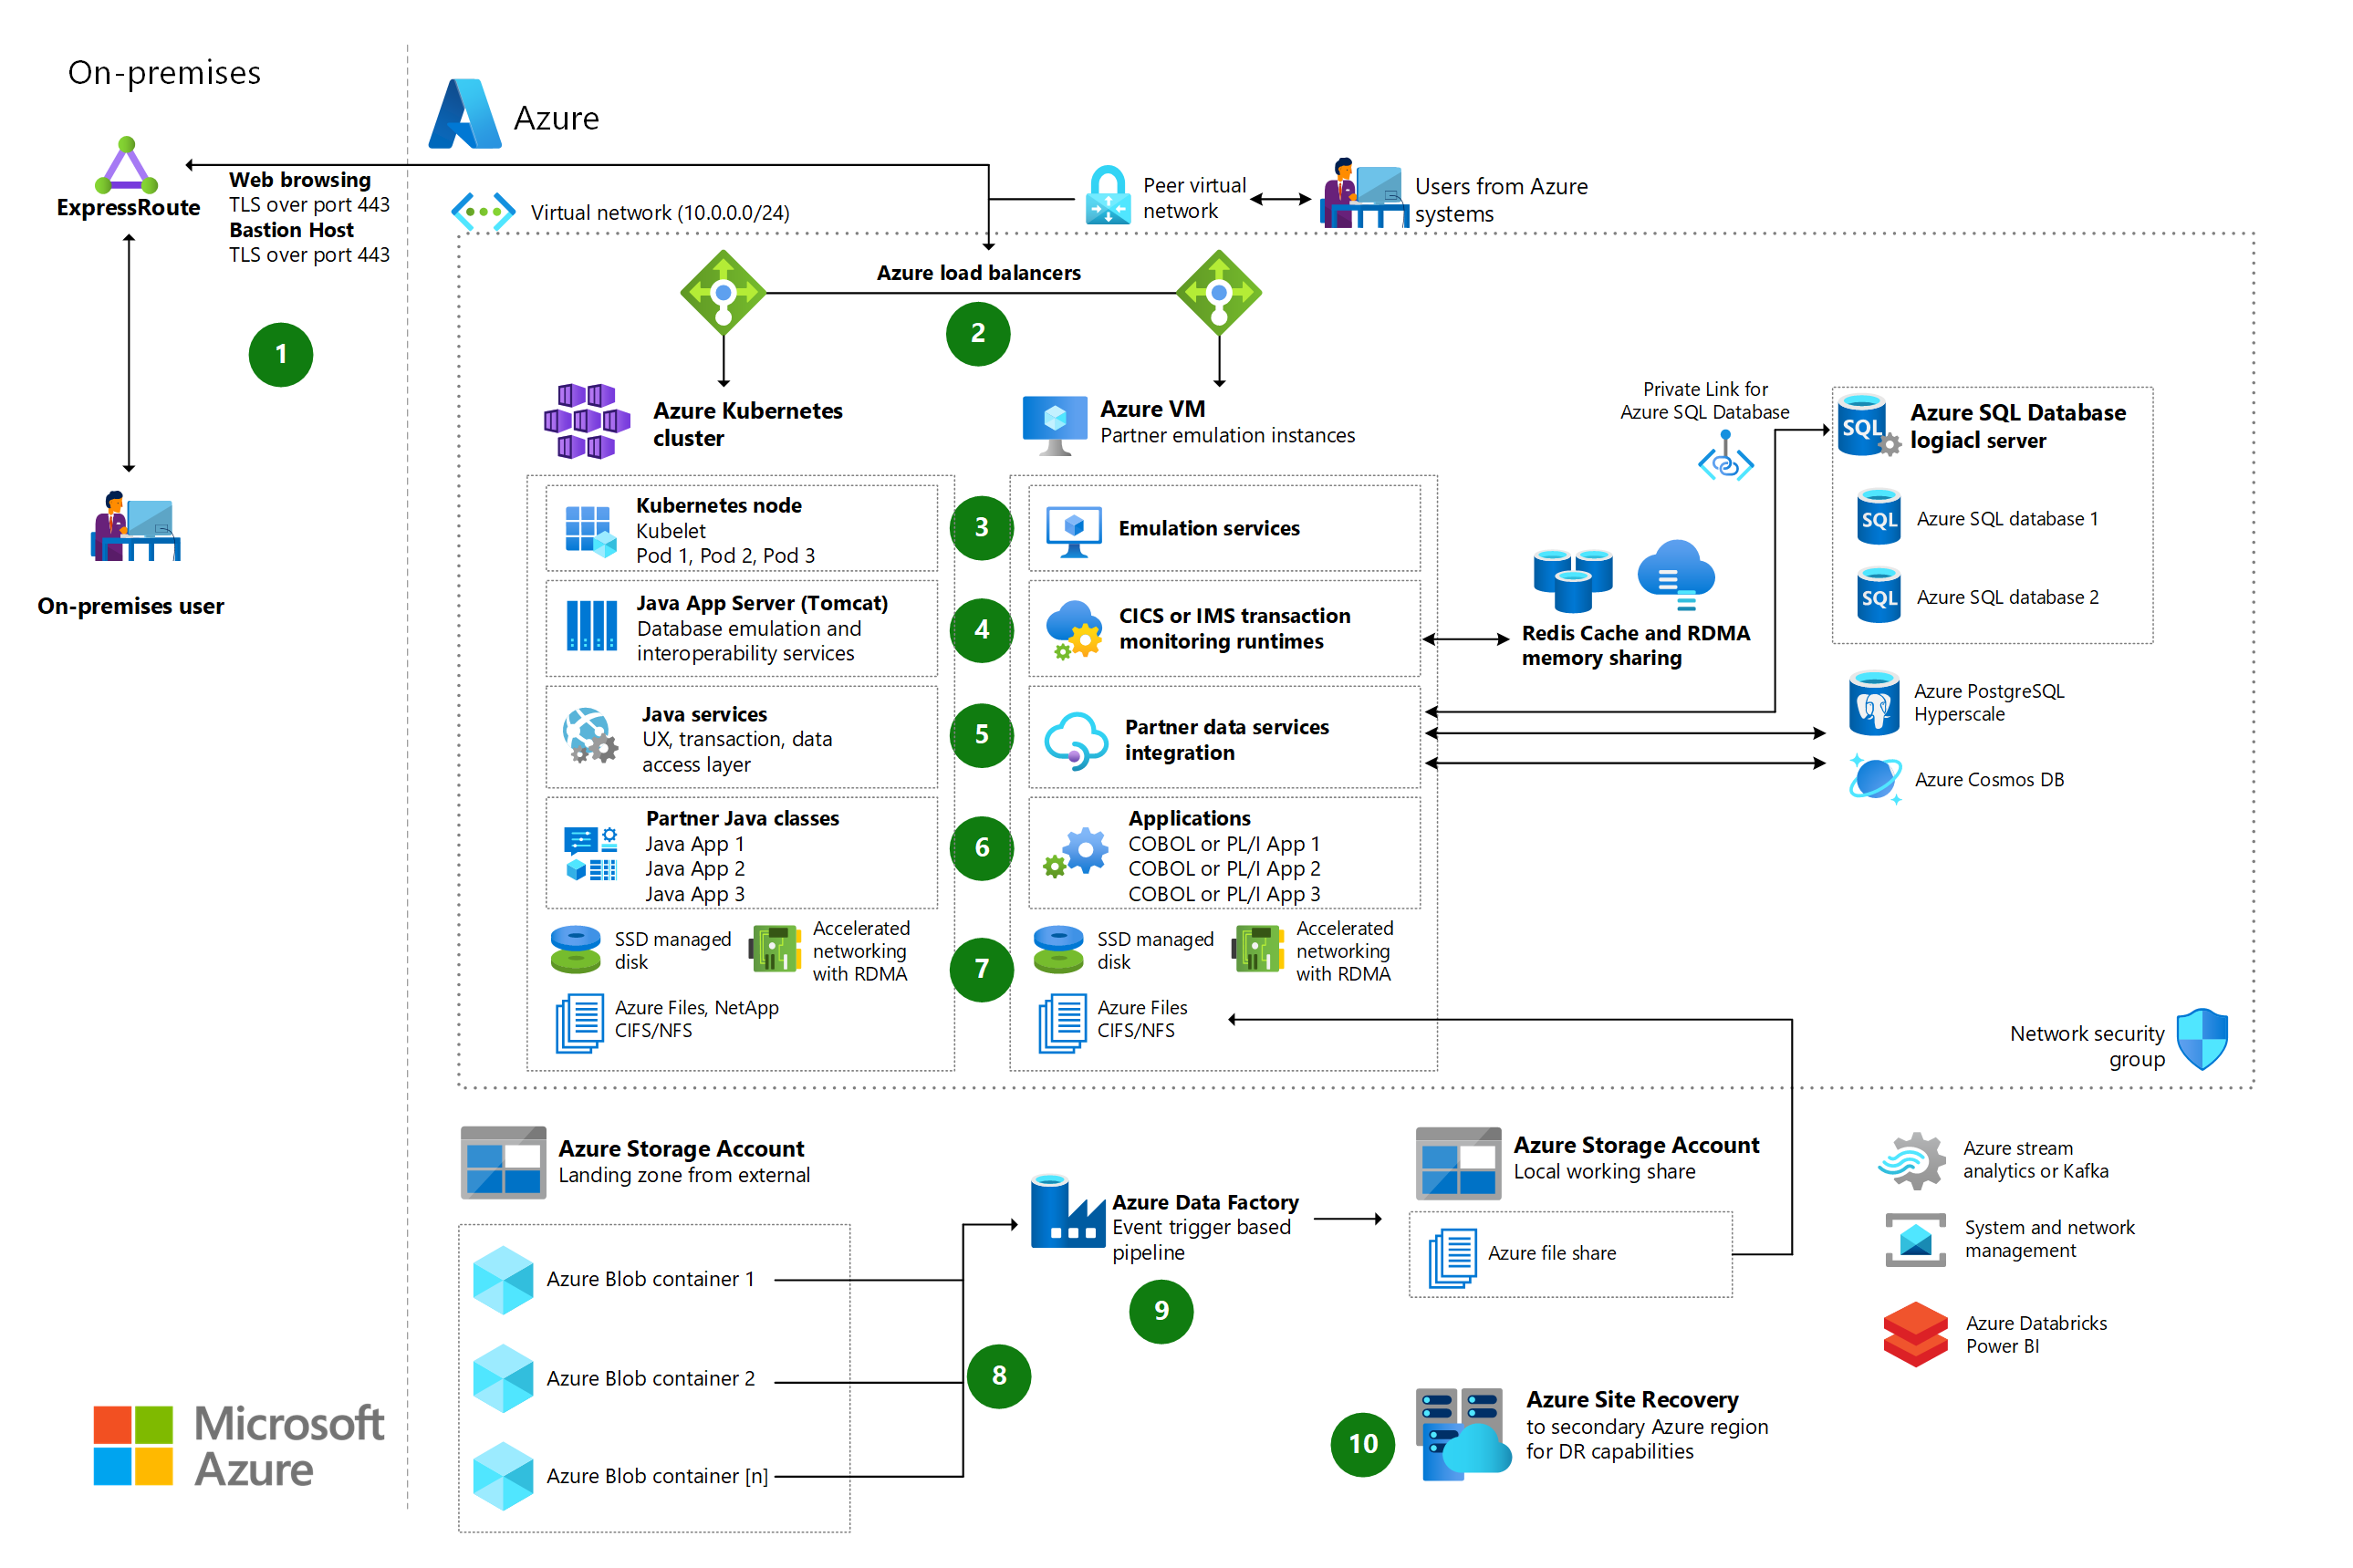 On-premises
Azure
ExpressRoute
Web browsing
TLS over port 443
Bastion Host
TLS over port 443
1
On-premises user
Virtual network (10.0.0.0/24)
Peer virtual
network
Users from Azure
systems
Azure load balancers
2
Azure Kubernetes
cluster
Azure VM
Partner emulation instances
Kubernetes node
Kubelet
Pod 1, Pod 2, Pod 3
3
Emulation services
Java App Server (Tomcat)
Database emulation and
interoperability services
4
CICS or IMS transaction
monitoring runtimes
Java services
UX, transaction, data
access layer
5
Partner data services
integration
Partner Java classes
Java App 1
Java App 2
Java App 3
6
Applications
COBOL or PL/I App 1
COBOL or PL/I App 2
COBOL or PL/I App 3
SSD managed
disk
Accelerated
networking
with RDMA
7
SSD managed
disk
Accelerated
networking
with RDMA
Azure Files, NetApp
CIFS/NFS
Azure Files
CIFS/NFS
Redis Cache and RDMA
memory sharing
Private Link for
Azure SQL Database
SQL
Azure SQL Database
logiacl server
SQL
Azure SQL database 1
SQL
Azure SQL database 2
Azure PostgreSQL
Hyperscale
Azure Cosmos DB
Network security
group
Azure Storage Account
Landing zone from external
Azure Blob container 1
Azure Blob container 2
Azure Blob container [n]
8
Azure Data Factory
Event trigger based
pipeline
9
Azure Storage Account
Local working share
Azure file share
10
Azure Site Recovery
to secondary Azure region
for DR capabilities
Azure stream
analytics or Kafka
System and network
management
Azure Databricks
Power BI
Microsoft
Azure